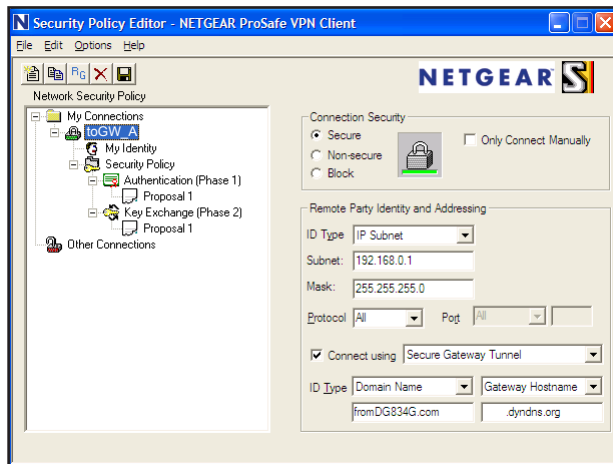 Security Policy Editor - NETGEAR ProSafe VPN Client
File Edit Options Help
RG
NETGEAR S
Network Security Policy
My Connections
toGW_A
My Identity
Security Policy
Authentication (Phase 1)
Proposal 1
Key Exchange (Phase 2)
Proposal 1
Other Connections
Connection Security
Secure
Non-secure
Block
Only Connect Manually
Remote Party Identity and Addressing
ID Type IP Subnet
Subnet: 192.168.0.1
Mask: 255.255.255.0
Protocol All Port All
Connect using Secure Gateway Tunnel
ID Type Domain Name Gateway Hostname
fromDG834G.com .dyndns.org